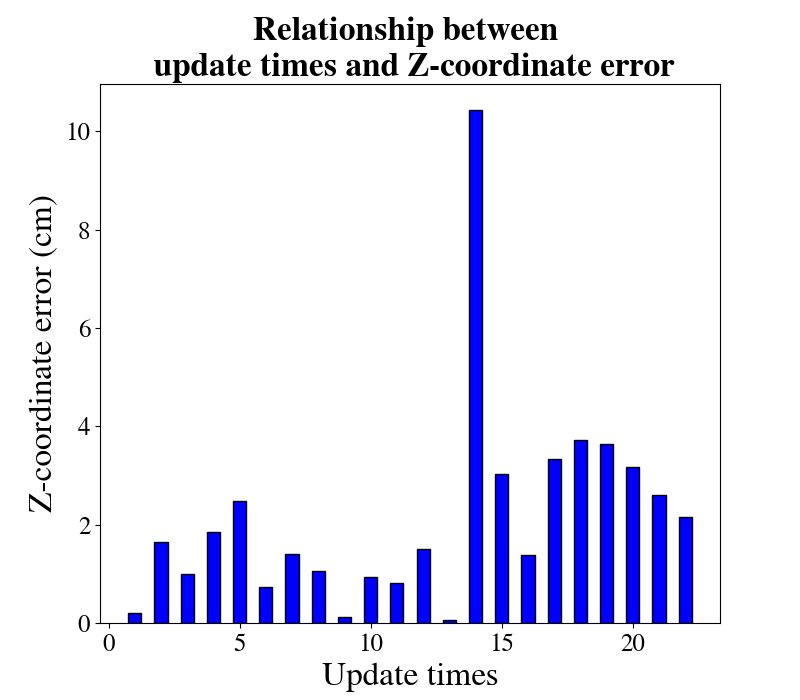 Relationship between
update times and Z-coordinate error
Z-coordinate error (cm)
10
8
6
4
2
0
0 5 10 15 20
Update times